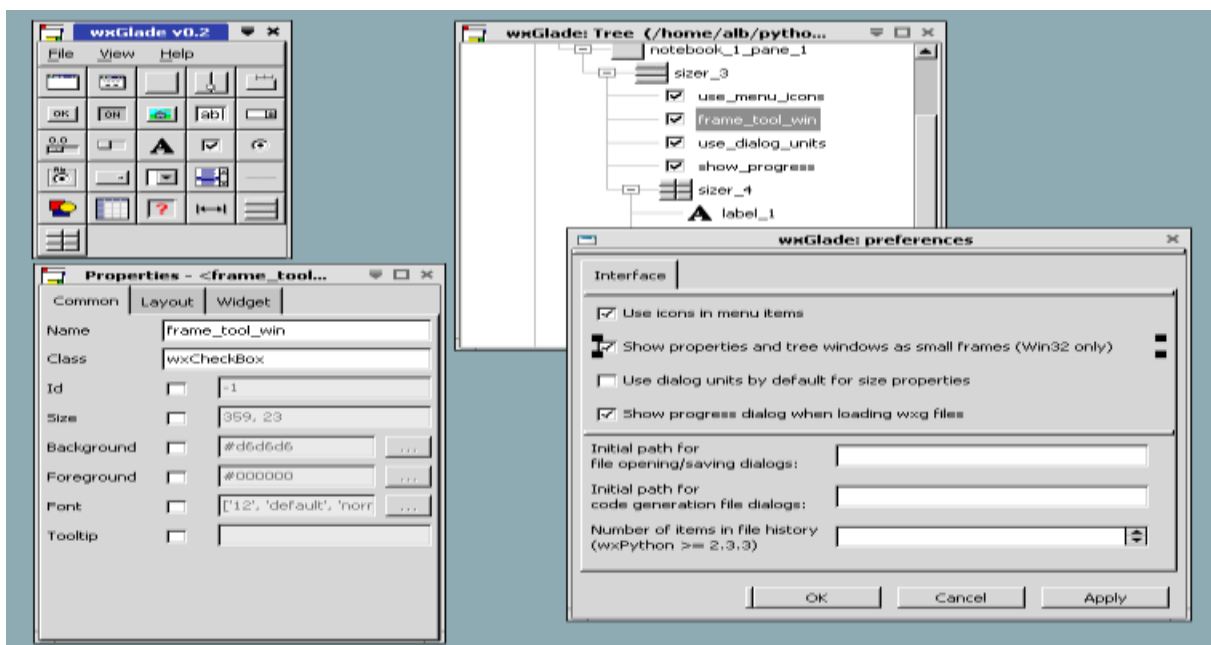 wxGlade v0.2
File View Help
OK ON ab
0.0 A
?
wxGlade: Tree (/home/alb/pytho...
notebook_1_pane_1
sizer_3
use_menu_icons
frame_tool_win
use_dialog_units
show_progress
sizer_4
A label_1
Properties - <frame_tool...
Common Layout Widget
Name frame_tool_win
Class wxCheckBox
Id -1
Size 359, 23
Background #d6d6d6 ...
Foreground #000000 ...
Font ['12', 'default', 'norr ...
Tooltip
wxGlade: preferences
Interface
Use icons in menu items
Show properties and tree windows as small frames (Win32 only)
Use dialog units by default for size properties
Show progress dialog when loading wxg files
Initial path for
file opening/saving dialogs:
Initial path for
code generation file dialogs:
Number of items in file history
(wxPython >= 2.3.3)
OK Cancel Apply